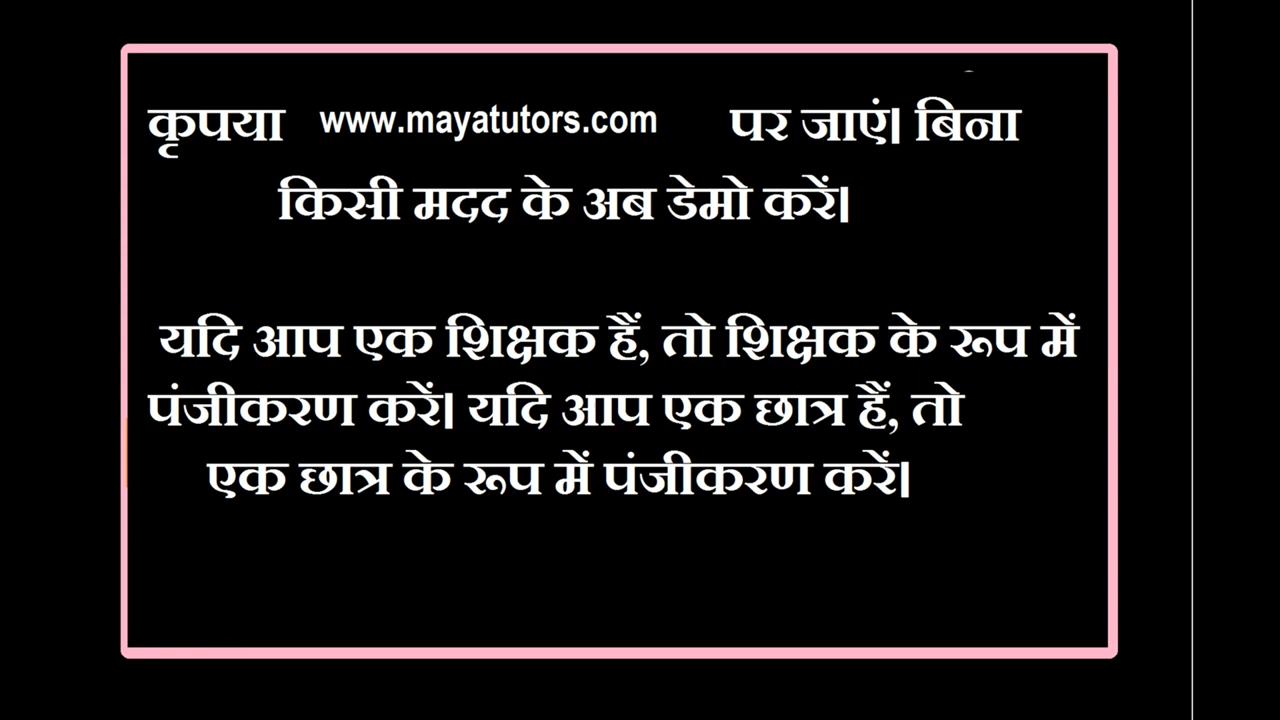 कृपया www.mayatutors.com पर जाएं। बिना
किसी मदद के अब डेमो करें।
यदि आप एक शिक्षक हैं, तो शिक्षक के रूप में
पंजीकरण करें। यदि आप एक छात्र हैं, तो
एक छात्र के रूप में पंजीकरण करें।